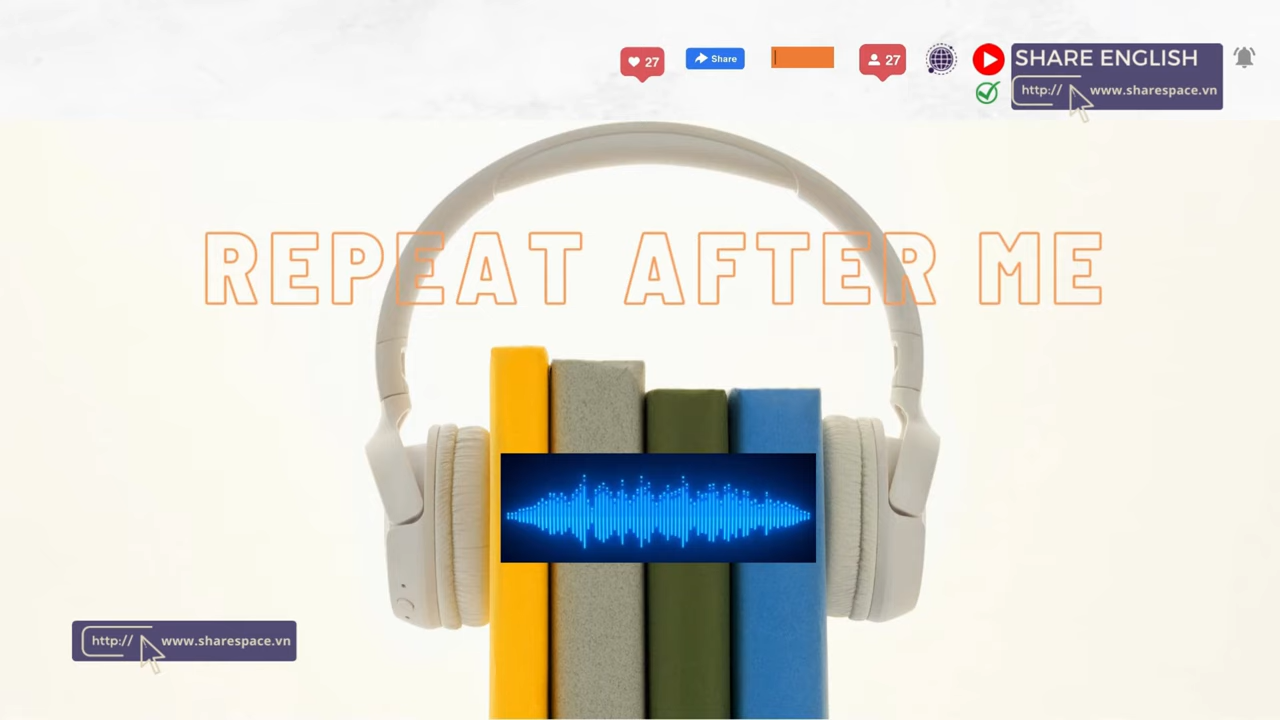 27
Share
27
SHARE ENGLISH
http:// www.sharespace.vn
REPEAT AFTER ME
http:// www.sharespace.vn